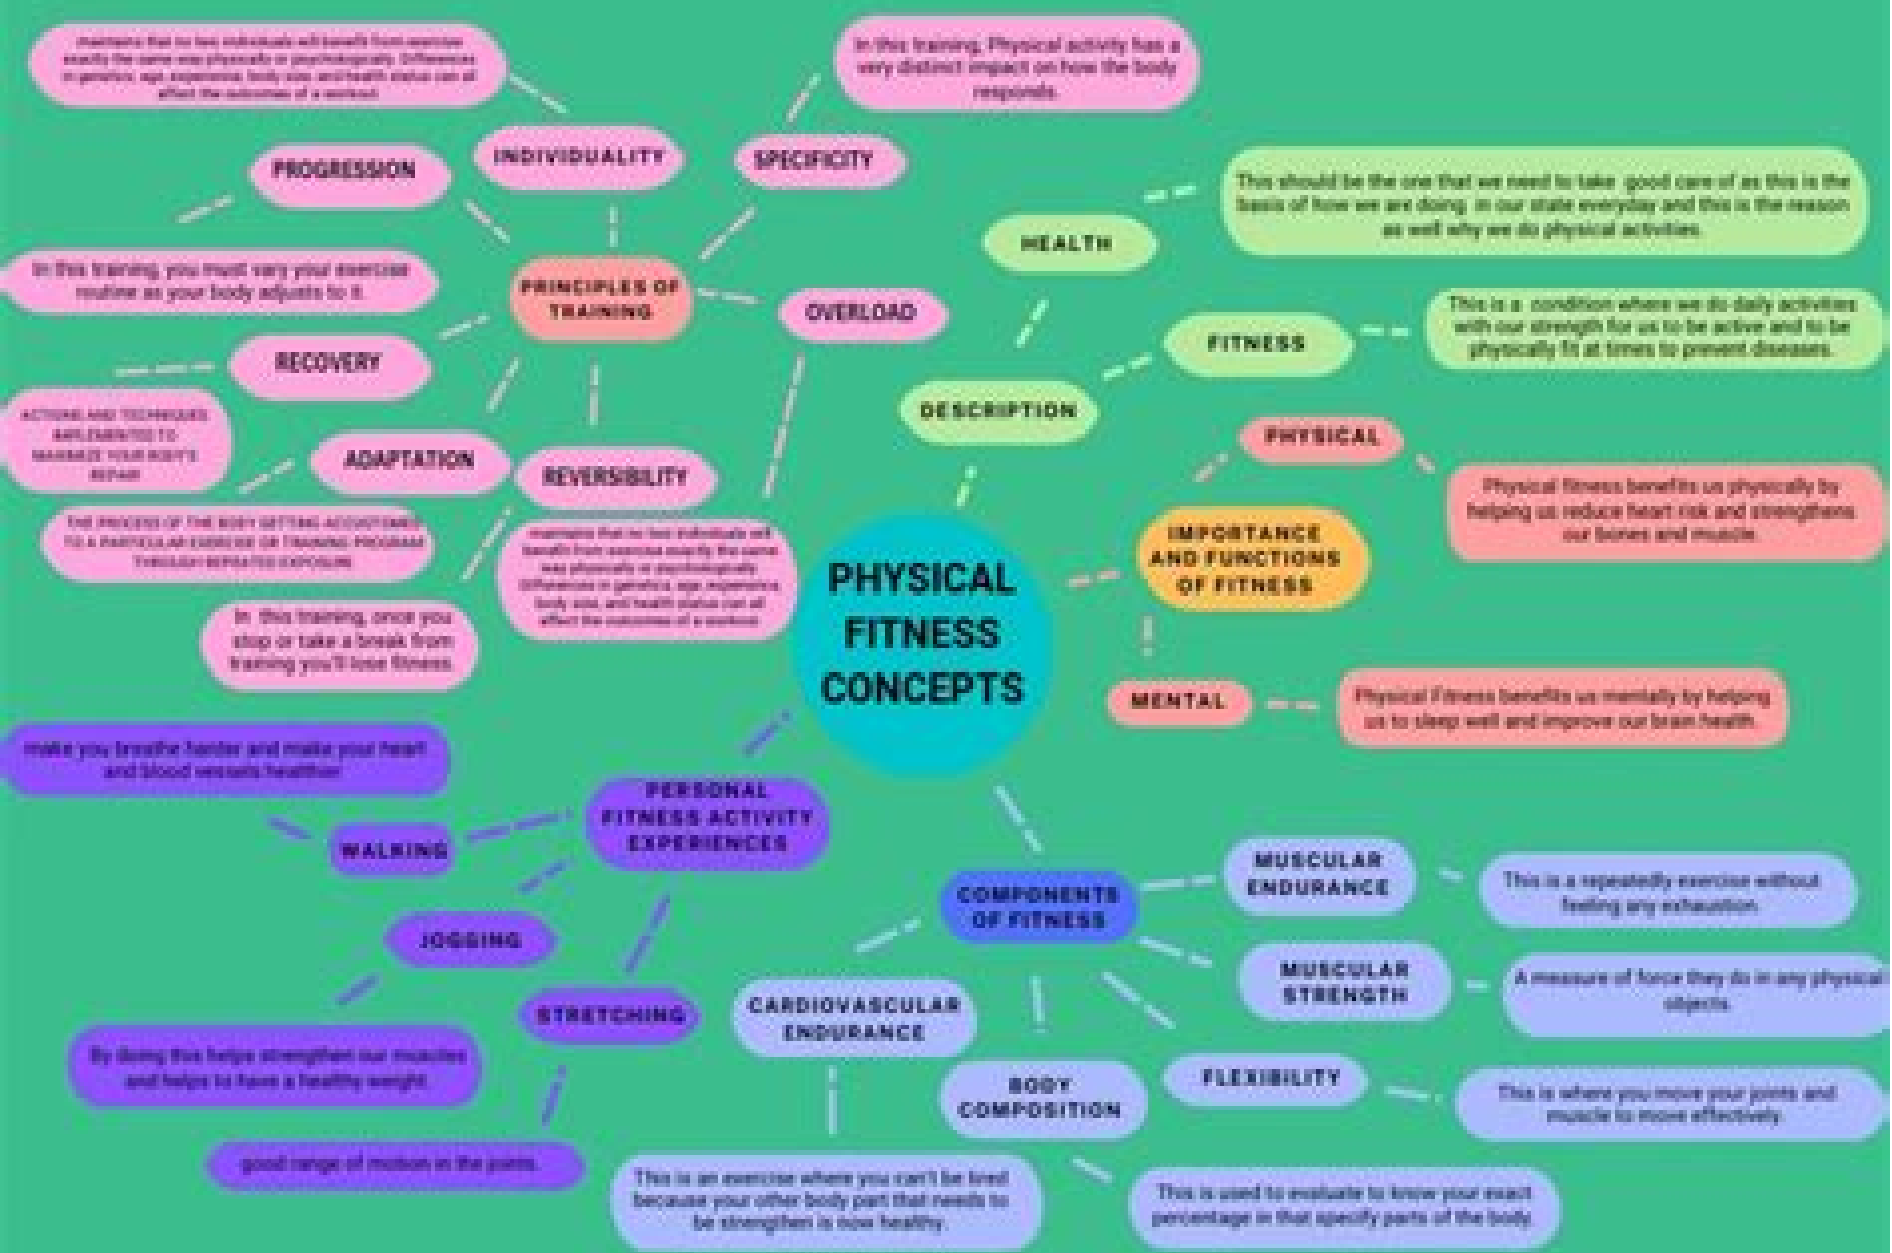 maintains that no two individuals will benefit from exercise
exactly the same way physically or psychologically. Differences
in genetics, age, experience, body size, and health status can all
affect the outcomes of a workout.
In this training, Physical activity has a
very distinct impact on how the body
responds.
PROGRESSION
INDIVIDUALITY
SPECIFICITY
In this training, you must vary your exercise
routine as your body adjusts to it.
PRINCIPLES OF
TRAINING
OVERLOAD
RECOVERY
ACTIONS AND TECHNIQUES
IMPLEMENTED TO
MAXIMIZE YOUR BODY'S
REPAIR
ADAPTATION
REVERSIBILITY
THE PROCESS OF THE BODY GETTING ACCUSTOMED
TO A PARTICULAR EXERCISE OR TRAINING PROGRAM
THROUGH REPEATED EXPOSURE
maintains that no two individuals will
benefit from exercise exactly the same
way physically or psychologically.
Differences in genetics, age, experience,
body size, and health status can all
affect the outcomes of a workout.
In this training, once you
stop or take a break from
training you'll lose fitness.
This should be the one that we need to take good care of as this is the
basis of how we are doing in our state everyday and this is the reason
as well why we do physical activities.
HEALTH
FITNESS
This is a condition where we do daily activities
with our strength for us to be active and to be
physically fit at times to prevent diseases.
DESCRIPTION
PHYSICAL
Physical fitness benefits us physically by
helping us reduce heart risk and strengthens
our bones and muscle.
IMPORTANCE
AND FUNCTIONS
OF FITNESS
MENTAL
Physical Fitness benefits us mentally by helping
us to sleep well and improve our brain health.
PHYSICAL
FITNESS
CONCEPTS
make you breathe harder and make your heart
and blood vessels healthier
PERSONAL
FITNESS ACTIVITY
EXPERIENCES
WALKING
JOGGING
STRETCHING
By doing this helps strengthen our muscles
and helps to have a healthy weight.
good range of motion in the joints.
COMPONENTS
OF FITNESS
MUSCULAR
ENDURANCE
This is a repeatedly exercise without
feeling any exhaustion.
MUSCULAR
STRENGTH
A measure of force they do in any physical
objects.
CARDIOVASCULAR
ENDURANCE
BODY
COMPOSITION
FLEXIBILITY
This is where you move your joints and
muscle to move effectively.
This is an exercise where you can't be tired
because your other body part that needs to
be strengthen is now healthy.
This is used to evaluate to know your exact
percentage in that specify parts of the body.